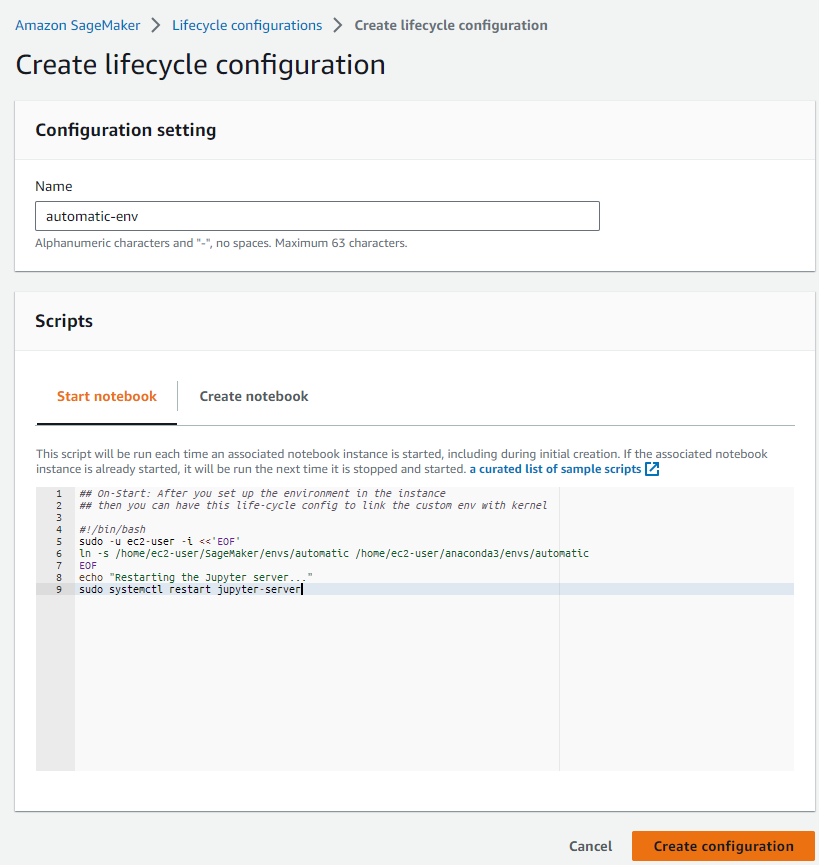 Amazon SageMaker > Lifecycle configurations > Create lifecycle configuration
Create lifecycle configuration
Configuration setting
Name
automatic-env
Alphanumeric characters and "-", no spaces. Maximum 63 characters.
Scripts
Start notebook
Create notebook
This script will be run each time an associated notebook instance is started, including during initial creation. If the associated notebook
instance is already started, it will be run the next time it is stopped and started. a curated list of sample scripts
1 ## On-Start: After you set up the environment in the instance
2 ## then you can have this life-cycle config to link the custom env with kernel
3
4 #!/bin/bash
5 sudo -u ec2-user -i <<'EOF'
6 ln -s /home/ec2-user/SageMaker/envs/automatic /home/ec2-user/anaconda3/envs/automatic
7 EOF
8 echo "Restarting the Jupyter server..."
9 sudo systemctl restart jupyter-server
Cancel
Create configuration